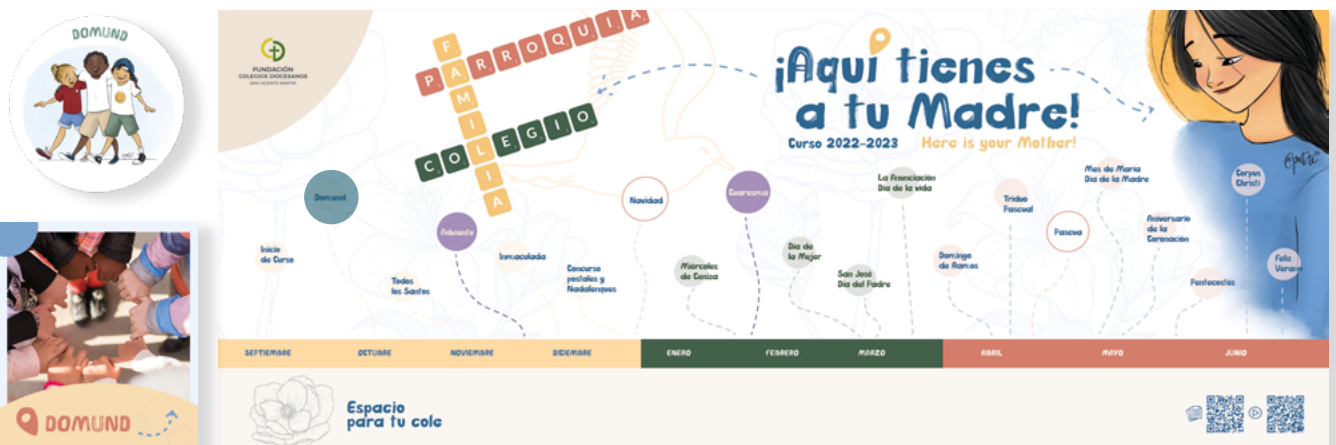 DOMUND
DOMUND
FUNDACIÓN
COLEGIOS DIOCESANOS
SAN VICENTE MÁRTIR
PARROQUIA
FAMILIA
COLEGIO
¡Aquí tienes
a tu Madre!
Curso 2022-2023 Here is your Mother!
Inicio
de Curso
Domund
Todos
los Santos
Adviento
Inmaculada
Concurso
postales y
Nadalenques
Navidad
Miércoles
de Ceniza
Cuaresma
Día de
la Mujer
San José
Día del Padre
La Anunciación
Día de la vida
Domingo
de Ramos
Triduo
Pascual
Pascua
Mes de María
Día de la Madre
Aniversario
de la
Coronación
Pentecostés
Corpus
Christi
Feliz
Verano
SEPTIEMBRE OCTUBRE NOVIEMBRE DICIEMBRE ENERO FEBRERO MARZO ABRIL MAYO JUNIO
Espacio
para tu cole